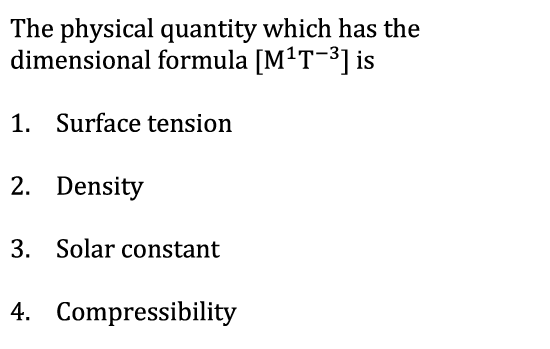 The physical quantity which has the
dimensional formula [M¹T⁻³] is
1. Surface tension
2. Density
3. Solar constant
4. Compressibility